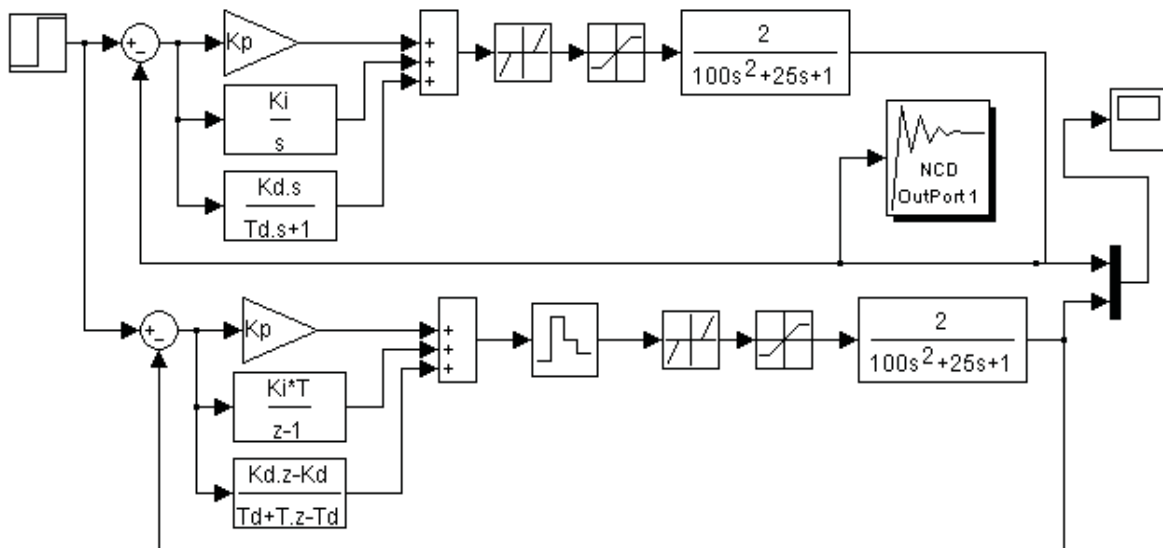 +
-
Kp
Ki
s
Kd.s
Td.s+1
+
+
+
2
100s²+25s+1
NCD
OutPort 1
+
-
Kp
Ki*T
z-1
Kd.z-Kd
Td+T.z-Td
+
+
+
2
100s²+25s+1